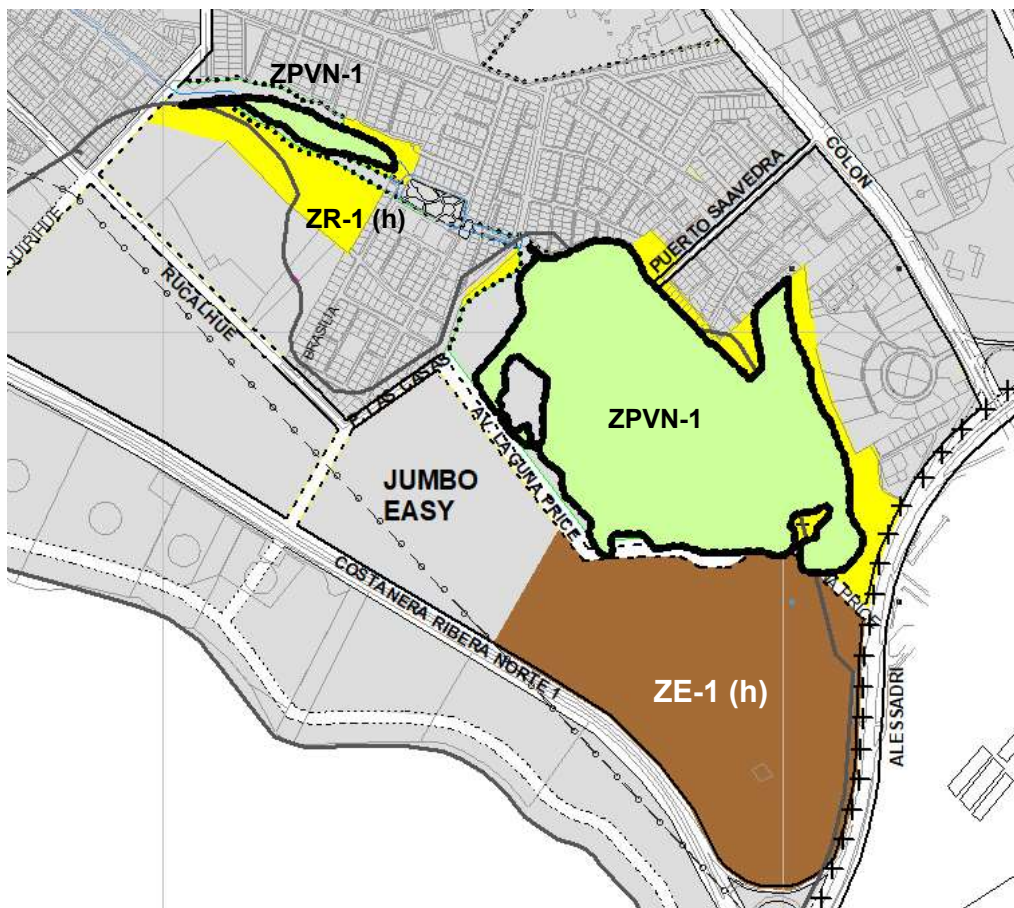 ZPVN-1
COLON
PUERTO SAAVEDRA
ZR-1 (h)
RUCALHUE
BRASILIA
LAS CASAS
ZPVN-1
AV. LAGUNA PRICE
JUMBO
EASY
COSTANERA RIBERA NORTE 1
ZE-1 (h)
ALESSADRI